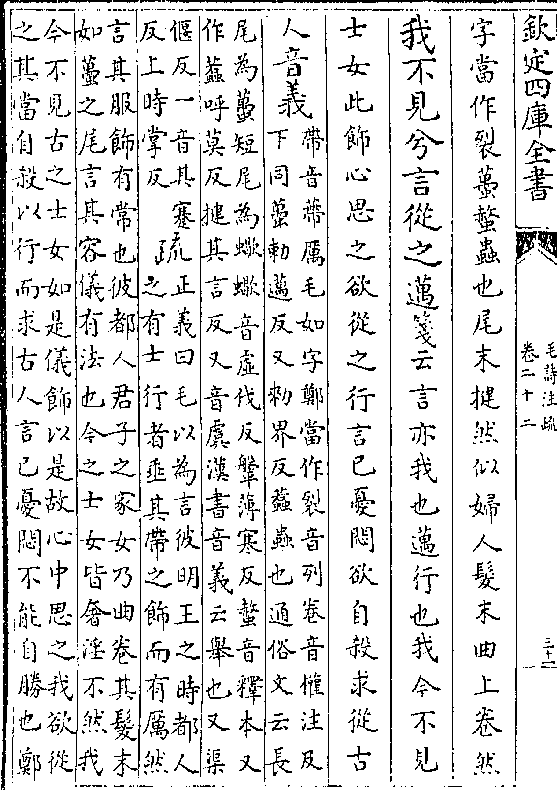 欽定四庫全書
毛詩注疏
卷二十二
三十二
字當作裂蠆螫蟲也尾末揵然似婦人髮末曲上卷然
我不見兮言從之邁箋云言亦我也邁行也我今不見
士女此飾心思之欲從之行言已憂悶欲自殺求從古
人音義
帶音蔕厲毛如字鄭當作裂音列卷音權注及
下同蠆勅邁反又勑界反蠚蟲也通俗文云長
尾為蠆短尾為蠍蠍音虚伐反鞶薄寒反螫音釋本又
作蠚呼莫反揵其言反又音虔漢書音義云舉也又渠
偃反一音其蹇
反上時掌反
疏
正義曰毛以為言彼明王之時都人
之有士行者垂其帶之飾而有厲然
言其服飾有常也彼都人君子之家女乃曲卷其髮末
如蠆之尾言其容儀有法也今之士女皆奢淫不然我
今不見古之士女如是儀飾以是故心中思之我欲從
之其當自殺以行而求古人言已憂悶不能自勝也鄭